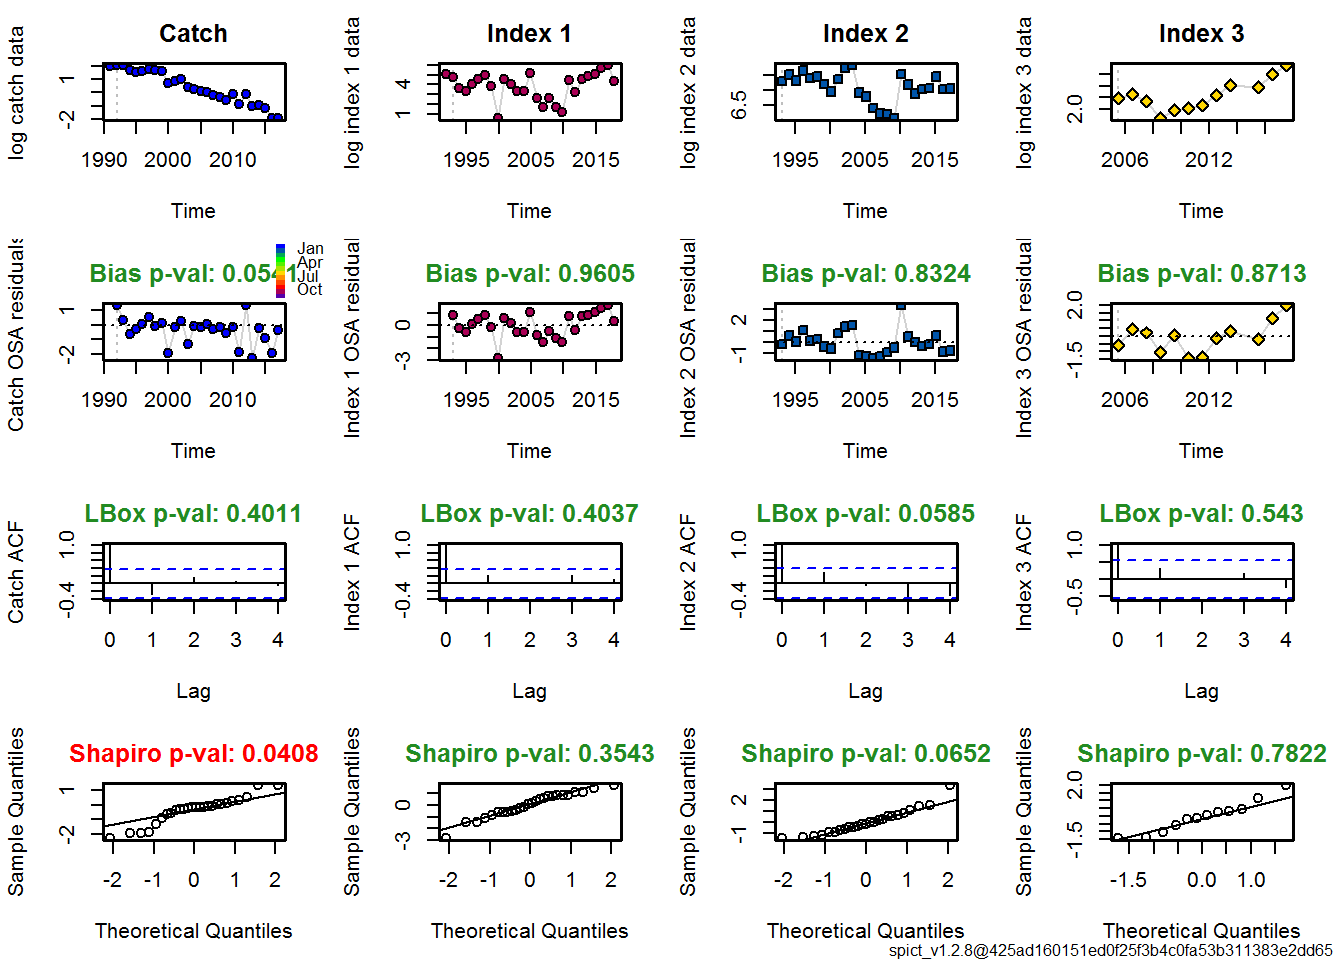 Catch
Index 1
Index 2
Index 3
log catch data
1
-2
1990 2000 2010
Time
log index 1 data
4
1
1995 2005 2015
Time
log index 2 data
6.5
1995 2005 2015
Time
log index 3 data
2.0
2006 2012
Time
Jan
Apr
Jul
Oct
Bias p-val: 0.0541
Catch OSA residuals
1
-2
1990 2000 2010
Time
Bias p-val: 0.9605
Index 1 OSA residual
0
-3
1995 2005 2015
Time
Bias p-val: 0.8324
Index 2 OSA residual
2
-1
1995 2005 2015
Time
Bias p-val: 0.8713
Index 3 OSA residual
2.0
-1.5
2006 2012
Time
LBox p-val: 0.4011
Catch ACF
1.0
-0.4
0 1 2 3 4
Lag
LBox p-val: 0.4037
Index 1 ACF
1.0
-0.4
0 1 2 3 4
Lag
LBox p-val: 0.0585
Index 2 ACF
1.0
-0.4
0 1 2 3 4
Lag
LBox p-val: 0.543
Index 3 ACF
1.0
-0.5
0 1 2 3 4
Lag
Shapiro p-val: 0.0408
Sample Quantiles
1
-2
-2 -1 0 1 2
Theoretical Quantiles
Shapiro p-val: 0.3543
Sample Quantiles
0
-3
-2 -1 0 1 2
Theoretical Quantiles
Shapiro p-val: 0.0652
Sample Quantiles
2
-1
-2 -1 0 1 2
Theoretical Quantiles
Shapiro p-val: 0.7822
Sample Quantiles
2.0
-1.5
-1.5 0.0 1.0
Theoretical Quantiles
spict_v1.2.8@425ad160151ed0f25f3b4c0fa53b311383e2dd65